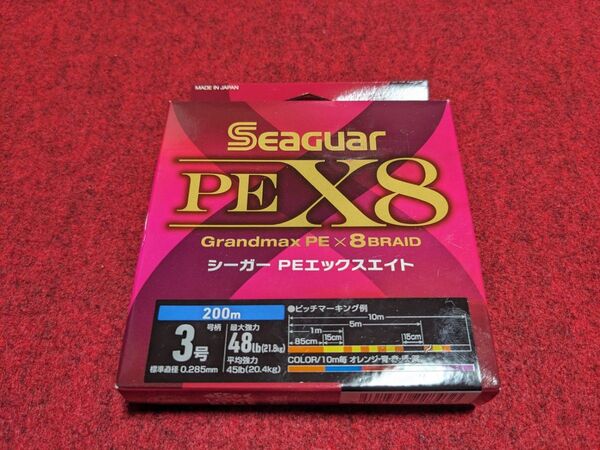 MADE IN JAPAN
SEAGUAR
PE X8
Grandmax PE × 8 BRAID
シーガー PEエックスエイト
200m
3号
号柄
標準直径 0.285mm
最大強力
48lb(21.8kg)
平均強力
45lb(20.4kg)
●ピッチマーキング例
10m
5m
1m
85cm 15cm 15cm
COLOR/10m毎 オレンジ・青・赤・